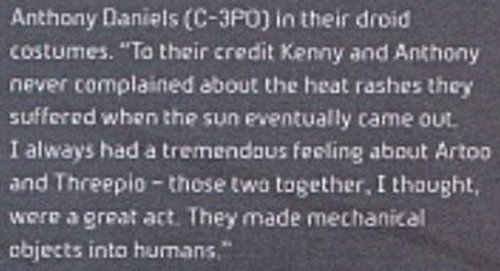 Anthony Daniels (C-3PO) in their droid
costumes. "To their credit Kenny and Anthony
never complained about the heat rashes they
suffered when the sun eventually came out.
I always had a tremendous feeling about Artoo
and Threepio – those two together, I thought,
were a great act. They made mechanical
objects into humans."